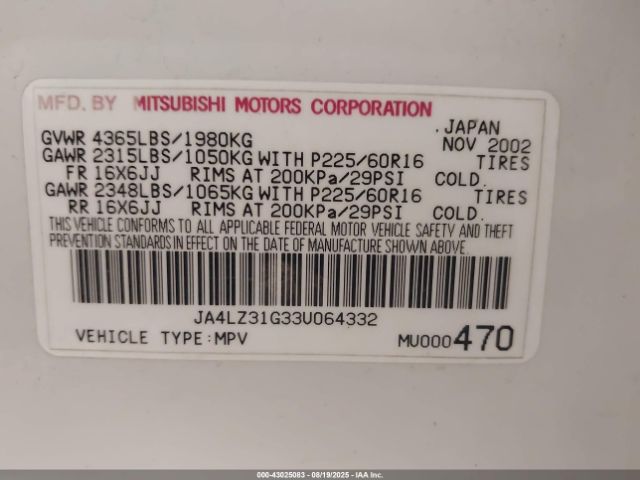 MFD. BY MITSUBISHI MOTORS CORPORATION
GVWR 4365LBS/1980KG JAPAN NOV 2002
GAWR 2315LBS/1050KG WITH P225/60R16 TIRES
FR 16X6JJ RIMS AT 200KPa/29PSI COLD.
GAWR 2348LBS/1065KG WITH P225/60R16 TIRES
RR 16X6JJ RIMS AT 200KPa/29PSI COLD.
THIS VEHICLE CONFORMS TO ALL APPLICABLE FEDERAL MOTOR VEHICLE SAFETY AND THEFT
PREVENTION STANDARDS IN EFFECT ON THE DATE OF MANUFACTURE SHOWN ABOVE.
JA4LZ31G33U064332
VEHICLE TYPE:MPV MU000470
000-43025083 - 08/19/2025 - IAA Inc.